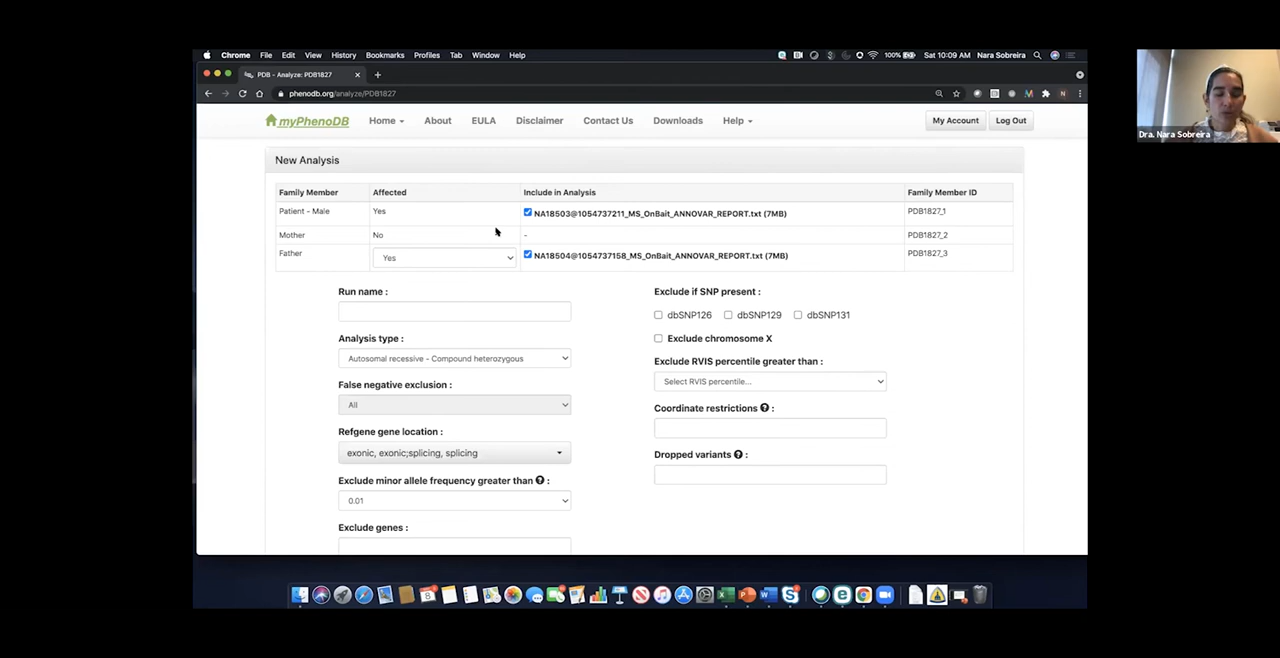 Chrome File Edit View History Bookmarks Profiles Tab Window Help 100% Sat 10:09 AM Nara Sobreira
PDB - Analyze: PDB1827
phenodb.org/analyze/PDB1827
myPhenoDB Home About EULA Disclaimer Contact Us Downloads Help My Account Log Out
Dra. Nara Sobreira
New Analysis
Family Member Affected Include in Analysis Family Member ID
Patient - Male Yes NA18503@1054737211_MS_OnBait_ANNOVAR_REPORT.txt (7MB) PDB1827_1
Mother No - PDB1827_2
Father Yes NA18504@1054737158_MS_OnBait_ANNOVAR_REPORT.txt (7MB) PDB1827_3
Run name : Exclude if SNP present :
dbSNP126 dbSNP129 dbSNP131
Analysis type : Exclude chromosome X
Autosomal recessive - Compound heterozygous Exclude RVIS percentile greater than :
False negative exclusion : Select RVIS percentile...
All Coordinate restrictions ? :
Refgene gene location :
exonic, exonic;splicing, splicing Dropped variants ? :
Exclude minor allele frequency greater than ? :
0.01
Exclude genes :